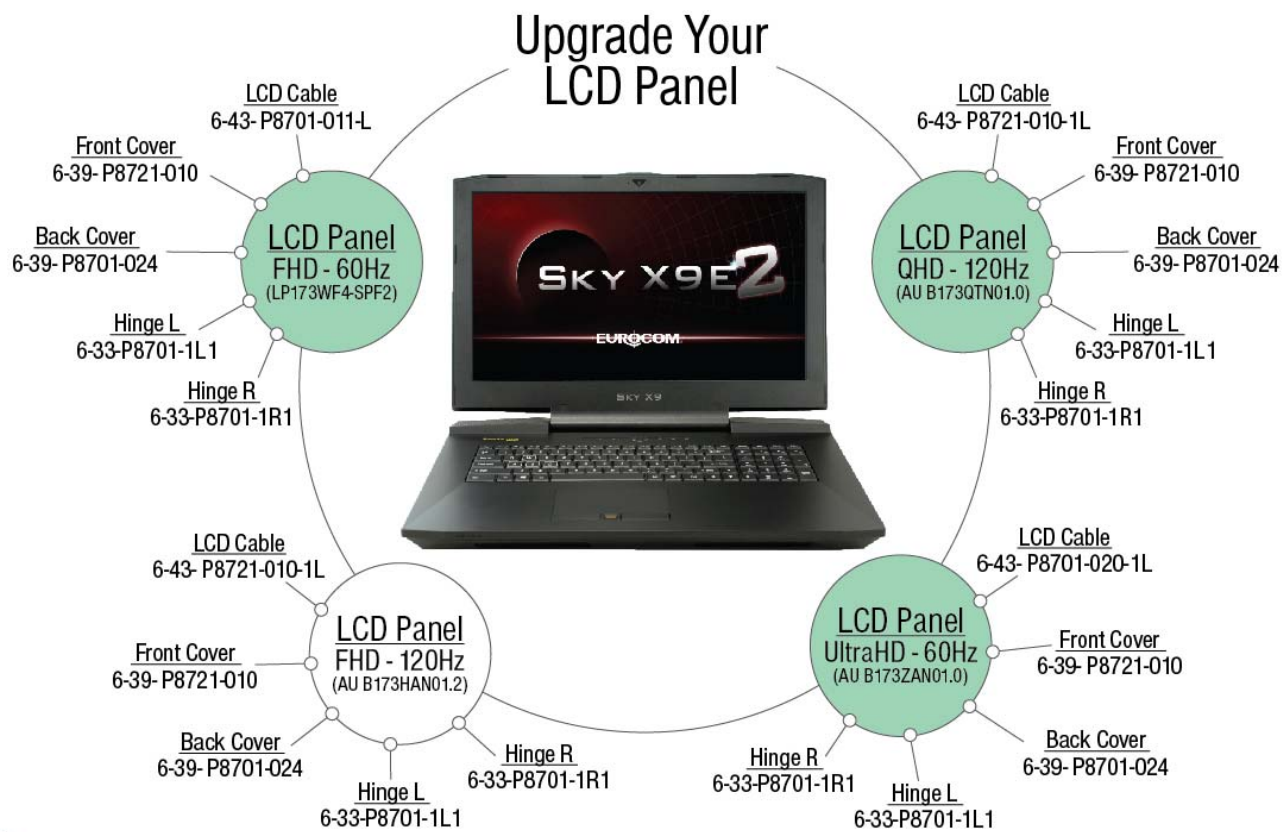 Upgrade Your
LCD Panel
LCD Cable
6-43- P8701-011-L
Front Cover
6-39- P8721-010
Back Cover
6-39- P8701-024
Hinge L
6-33-P8701-1L1
Hinge R
6-33-P8701-1R1
LCD Panel
FHD - 60Hz
(LP173WF4-SPF2)
LCD Cable
6-43- P8721-010-1L
Front Cover
6-39- P8721-010
Back Cover
6-39- P8701-024
Hinge L
6-33-P8701-1L1
Hinge R
6-33-P8701-1R1
LCD Panel
QHD - 120Hz
(AU B173QTN01.0)
SKY X9E2
EUROCOM
SKY X9
LCD Cable
6-43- P8721-010-1L
Front Cover
6-39- P8721-010
Back Cover
6-39- P8701-024
Hinge L
6-33-P8701-1L1
Hinge R
6-33-P8701-1R1
LCD Panel
FHD - 120Hz
(AU B173HAN01.2)
LCD Cable
6-43- P8701-020-1L
Front Cover
6-39- P8721-010
Back Cover
6-39- P8701-024
Hinge L
6-33-P8701-1L1
Hinge R
6-33-P8701-1R1
LCD Panel
UltraHD - 60Hz
(AU B173ZAN01.0)